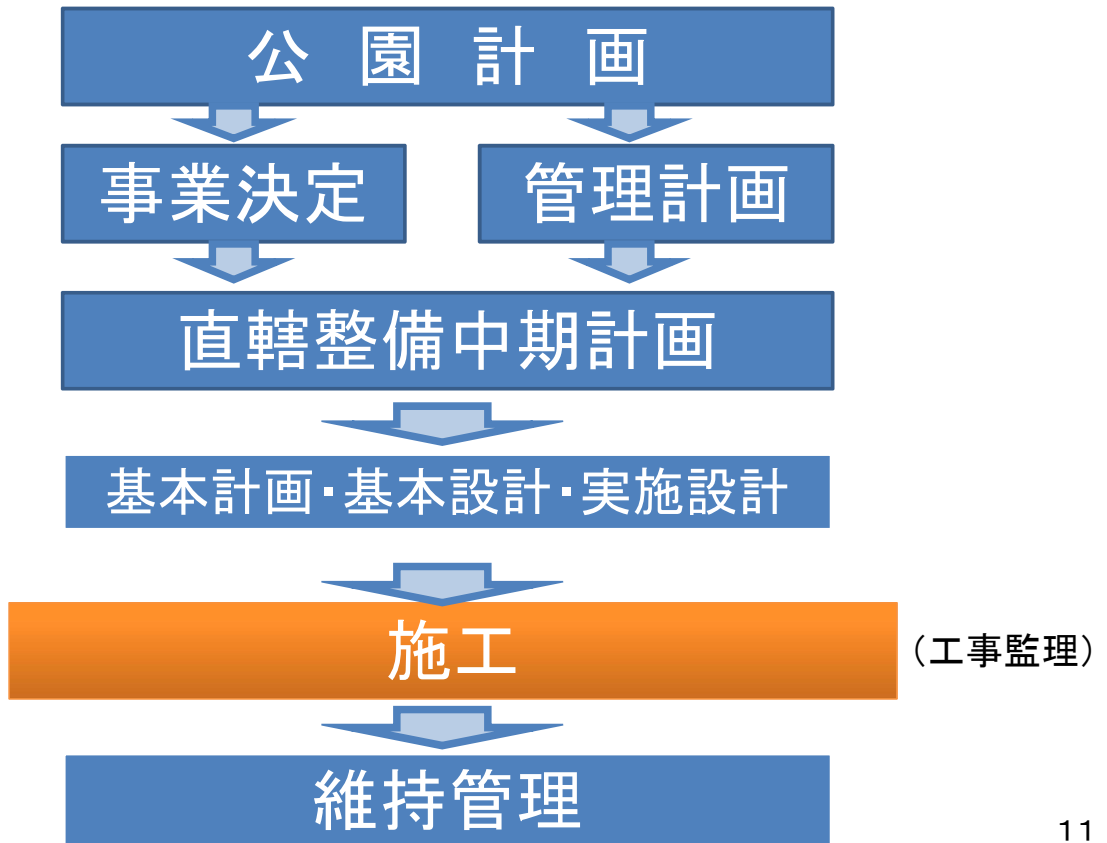 公　園　計　画
事業決定
管理計画
直轄整備中期計画
基本計画・基本設計・実施設計
施工
（工事監理）
維持管理
11